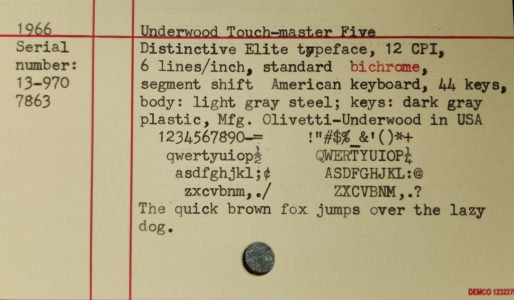 1966 Underwood Touch-master Five
Serial Distinctive Elite typeface, 12 CPI,
number: 6 lines/inch, standard bichrome,
13-970 segment shift American keyboard, 44 keys,
7863 body: light gray steel; keys: dark gray
plastic, Mfg. Olivetti-Underwood in USA
1234567890-= !"#$%_&'()*+
qwertyuiop½ QWERTYUIOP¼
asdfghjkl;¢ ASDFGHJKL:@
zxcvbnm,./ ZXCVBNM,.?
The quick brown fox jumps over the lazy
dog.